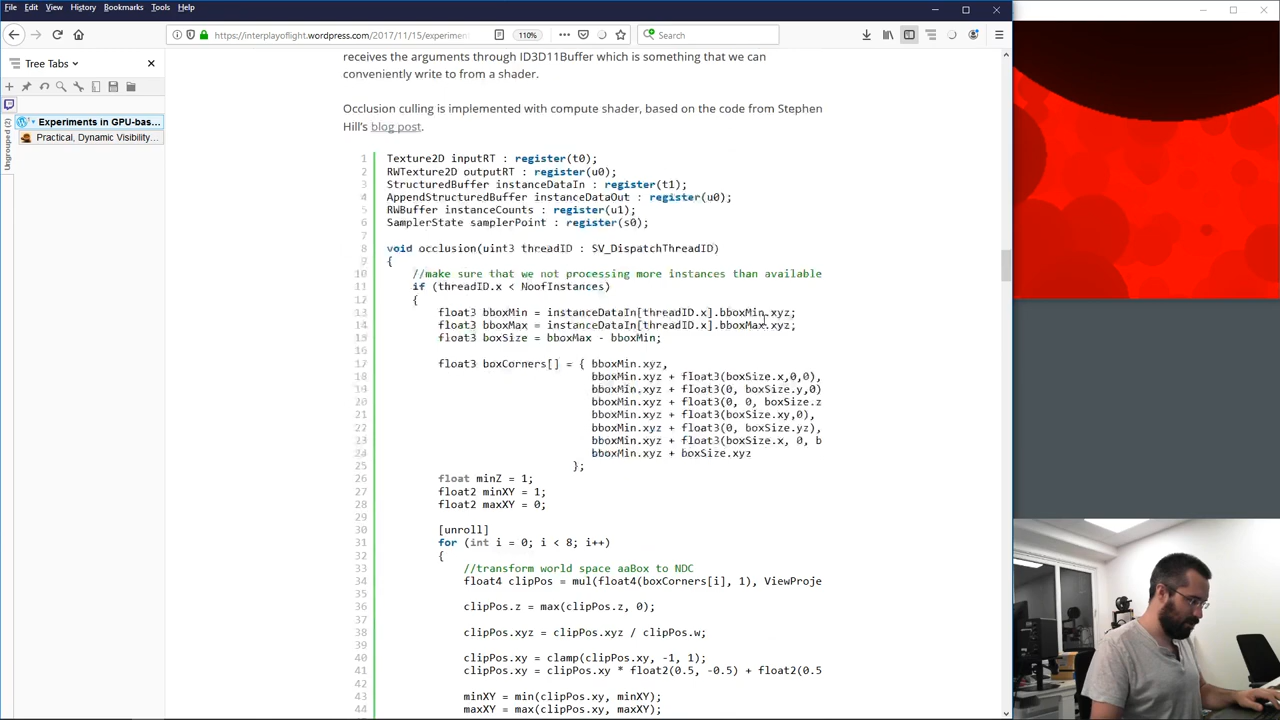 File Edit View History Bookmarks Tools Help
https://interplayoflight.wordpress.com/2017/11/15/experimen
110%
Search
Tree Tabs
Ungrouped (2)
Experiments in GPU-bas...
Practical, Dynamic Visibility...
receives the arguments through ID3D11Buffer which is something that we can
conveniently write to from a shader.
Occlusion culling is implemented with compute shader, based on the code from Stephen
Hill's blog post.
1 Texture2D inputRT : register(t0);
2 RWTexture2D outputRT : register(u0);
3 StructuredBuffer instanceDataIn : register(t1);
4 AppendStructuredBuffer instanceDataOut : register(u0);
5 RWBuffer instanceCounts : register(u1);
6 SamplerState samplerPoint : register(s0);
7
8 void occlusion(uint3 threadID : SV_DispatchThreadID)
9 {
10 //make sure that we not processing more instances than available
11 if (threadID.x < NoofInstances)
12 {
13 float3 bboxMin = instanceDataIn[threadID.x].bboxMin.xyz;
14 float3 bboxMax = instanceDataIn[threadID.x].bboxMax.xyz;
15 float3 boxSize = bboxMax - bboxMin;
16
17 float3 boxCorners[] = { bboxMin.xyz,
18 bboxMin.xyz + float3(boxSize.x,0,0),
19 bboxMin.xyz + float3(0, boxSize.y,0)
20 bboxMin.xyz + float3(0, 0, boxSize.z
21 bboxMin.xyz + float3(boxSize.xy,0),
22 bboxMin.xyz + float3(0, boxSize.yz),
23 bboxMin.xyz + float3(boxSize.x, 0, b
24 bboxMin.xyz + boxSize.xyz
25 };
26 float minZ = 1;
27 float2 minXY = 1;
28 float2 maxXY = 0;
29
30 [unroll]
31 for (int i = 0; i < 8; i++)
32 {
33 //transform world space aaBox to NDC
34 float4 clipPos = mul(float4(boxCorners[i], 1), ViewProje
35
36 clipPos.z = max(clipPos.z, 0);
37
38 clipPos.xyz = clipPos.xyz / clipPos.w;
39
40 clipPos.xy = clamp(clipPos.xy, -1, 1);
41 clipPos.xy = clipPos.xy * float2(0.5, -0.5) + float2(0.5
42
43 minXY = min(clipPos.xy, minXY);
44 maxXY = max(clipPos.xy, maxXY);